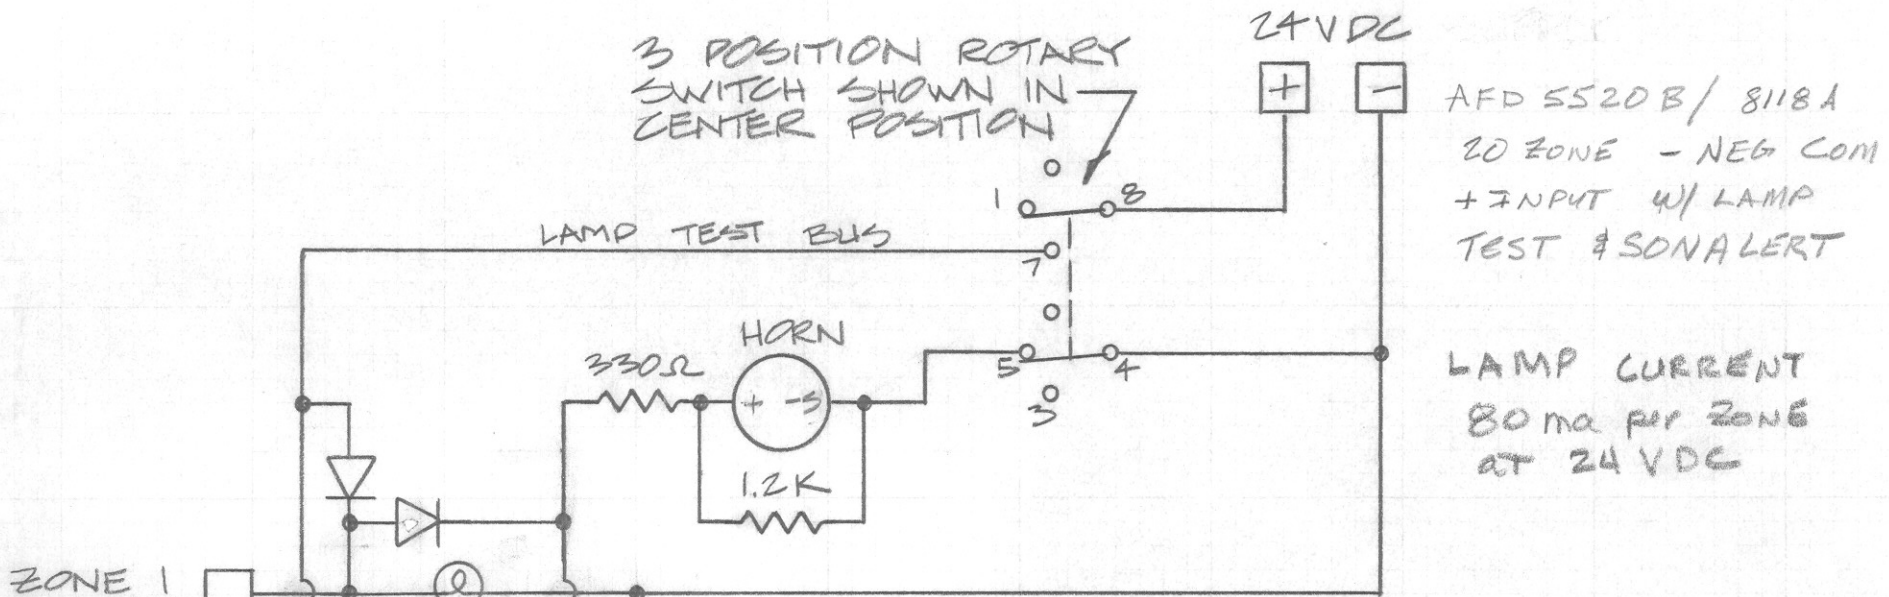 24 VDC
3 POSITION ROTARY
SWITCH SHOWN IN
CENTER POSITION
+
-
AFD 5520B/ 8118A
20 ZONE - NEG COM
+ INPUT W/ LAMP
TEST & SONALERT
1
8
LAMP TEST BUS
7
HORN
330Ω
+ -
5
4
3
1.2K
LAMP CURRENT
80 ma per ZONE
at 24 VDC
ZONE 1